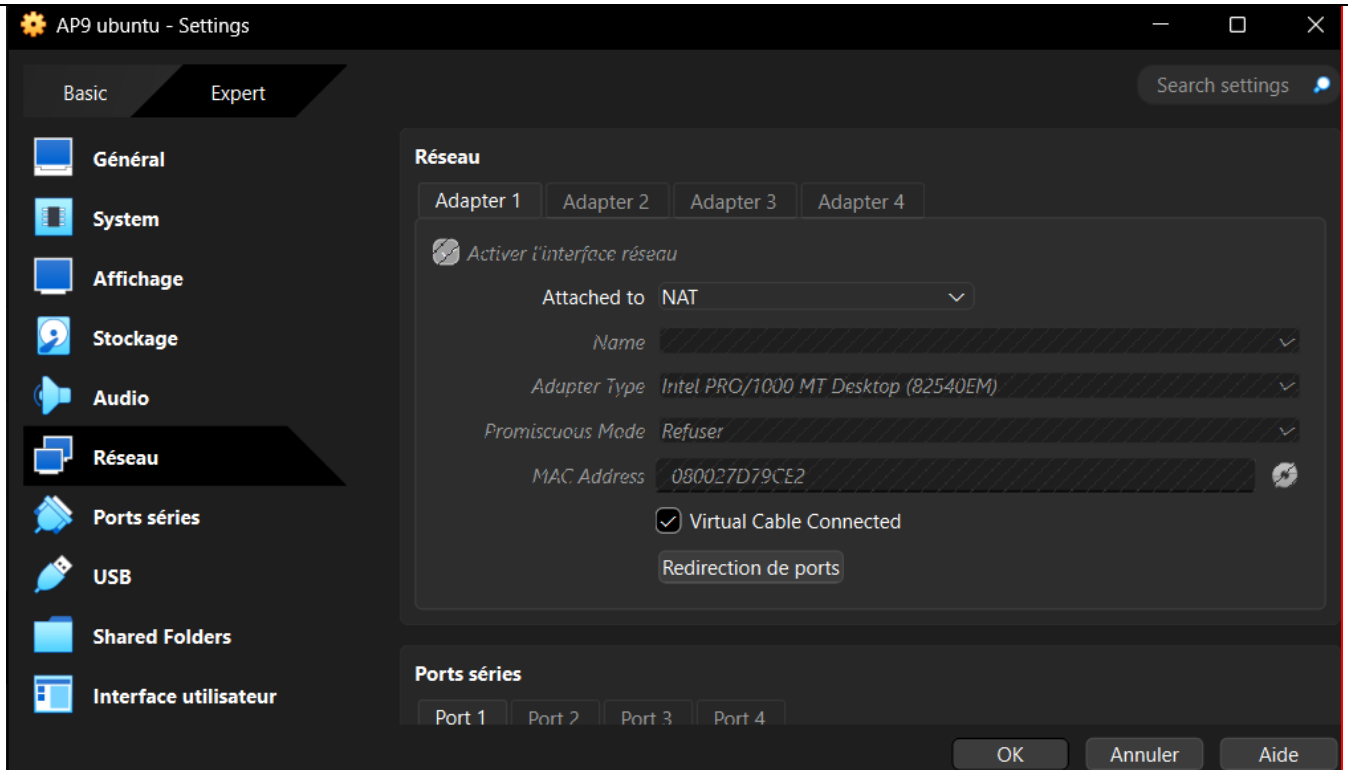 AP9 ubuntu - Settings
Basic
Expert
Search settings
Général
System
Affichage
Stockage
Audio
Réseau
Ports séries
USB
Shared Folders
Interface utilisateur
Réseau
Adapter 1
Adapter 2
Adapter 3
Adapter 4
Activer l'interface réseau
Attached to NAT
Name
Adapter Type Intel PRO/1000 MT Desktop (82540EM)
Promiscuous Mode Refuser
MAC Address 080027D79CE2
Virtual Cable Connected
Redirection de ports
Ports séries
Port 1
Port 2
Port 3
Port 4
OK
Annuler
Aide